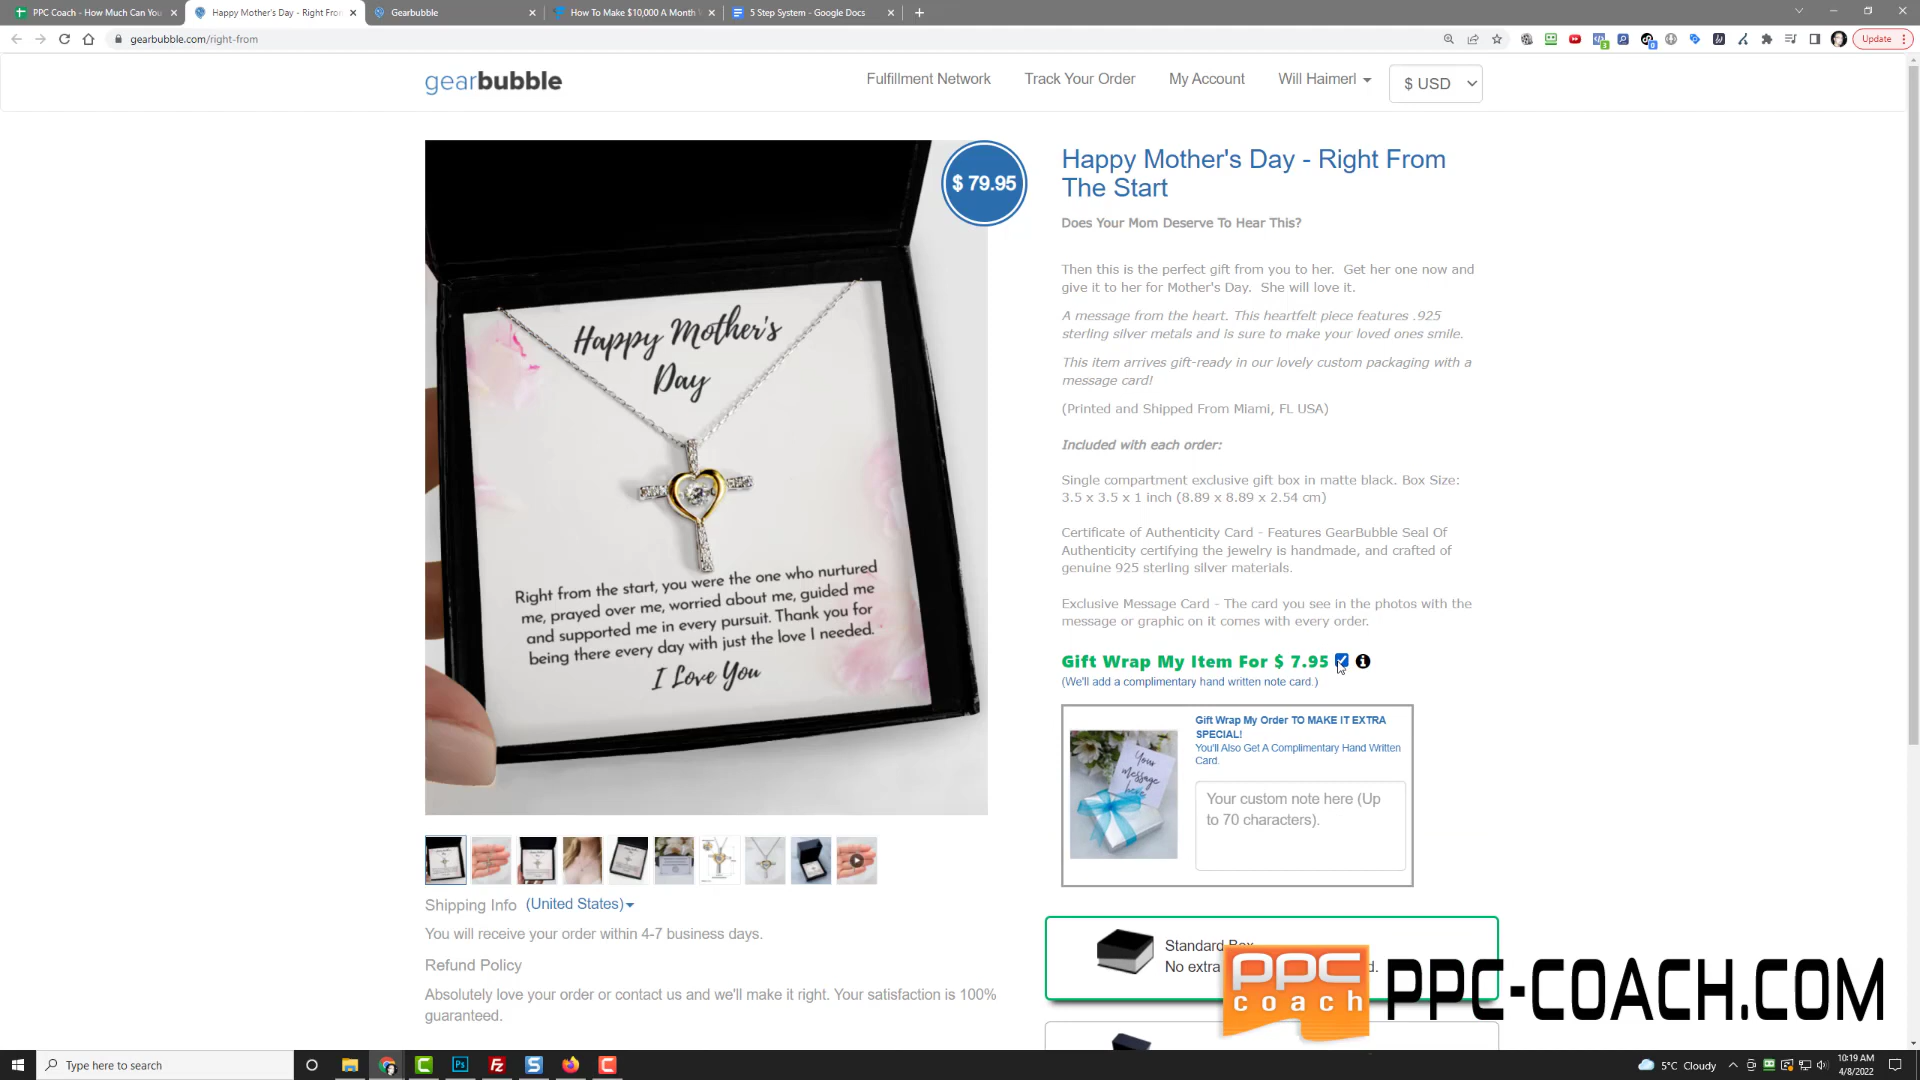 PPC Coach - How Much Can You
Happy Mother's Day - Right Fro
Gearbubble
How To Make $10,000 A Month
5 Step System - Google Docs
gearbubble.com/right-from
Update
gearbubble
Fulfillment Network
Track Your Order
My Account
Will Haimerl
$ USD
$ 79.95
Happy Mother's
Day
Right from the start, you were the one who nurtured
me, prayed over me, worried about me, guided me
and supported me in every pursuit. Thank you for
being there every day with just the love I needed.
I Love You
Shipping Info (United States)
You will receive your order within 4-7 business days.
Refund Policy
Absolutely love your order or contact us and we'll make it right. Your satisfaction is 100%
guaranteed.
Happy Mother's Day - Right From
The Start
Does Your Mom Deserve To Hear This?
Then this is the perfect gift from you to her. Get her one now and
give it to her for Mother's Day. She will love it.
A message from the heart. This heartfelt piece features .925
sterling silver metals and is sure to make your loved ones smile.
This item arrives gift-ready in our lovely custom packaging with a
message card!
(Printed and Shipped From Miami, FL USA)
Included with each order:
Single compartment exclusive gift box in matte black. Box Size:
3.5 x 3.5 x 1 inch (8.89 x 8.89 x 2.54 cm)
Certificate of Authenticity Card - Features GearBubble Seal Of
Authenticity certifying the jewelry is handmade, and crafted of
genuine 925 sterling silver materials.
Exclusive Message Card - The card you see in the photos with the
message or graphic on it comes with every order.
Gift Wrap My Item For $ 7.95
(We'll add a complimentary hand written note card.)
Your
message
here
Gift Wrap My Order TO MAKE IT EXTRA
SPECIAL!
You'll Also Get A Complimentary Hand Written
Card.
Your custom note here (Up
to 70 characters).
Standard Box
No extra
d.
PPC
coach
PPC-COACH.COM
Type here to search
5°C Cloudy
10:19 AM
4/8/2022